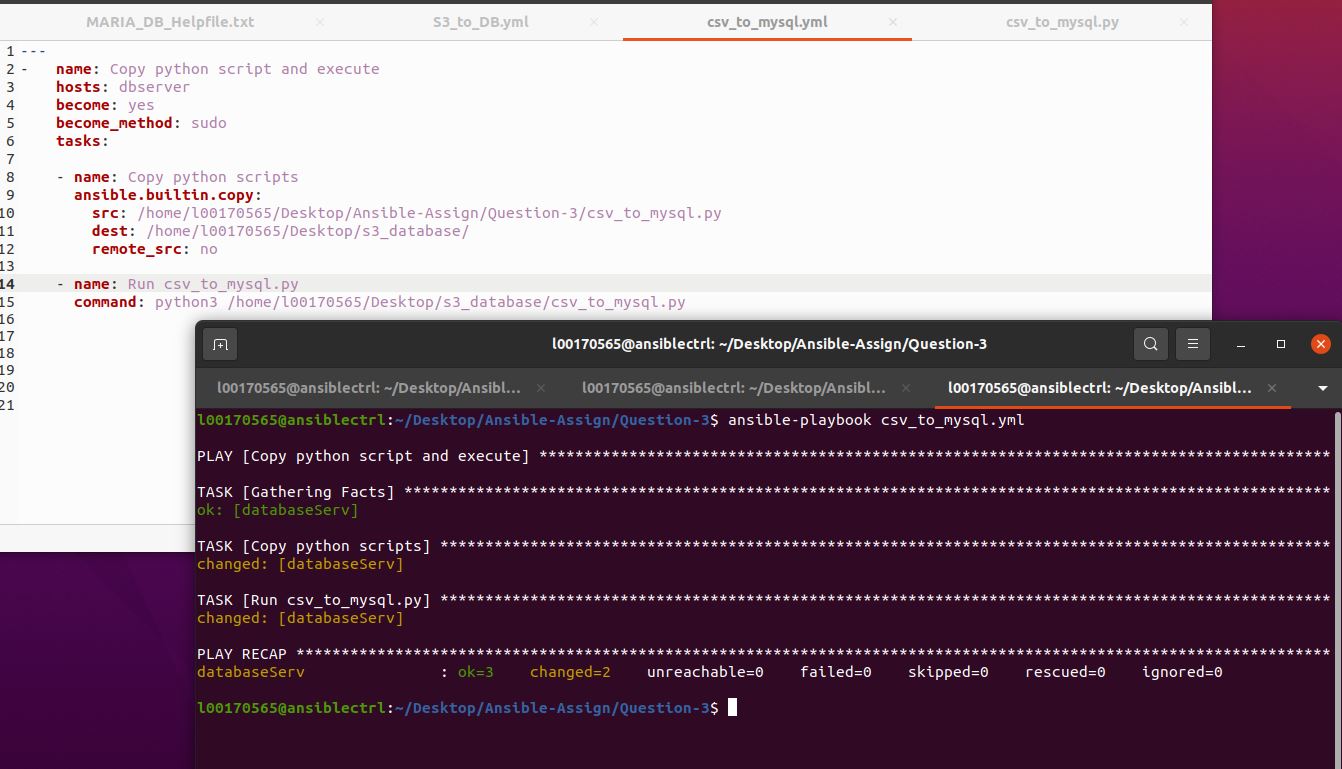 MARIA_DB_Helpfile.txt × S3_to_DB.yml × csv_to_mysql.yml × csv_to_mysql.py ×
1 ---
2 - name: Copy python script and execute
3 hosts: dbserver
4 become: yes
5 become_method: sudo
6 tasks:
7
8 - name: Copy python scripts
9 ansible.builtin.copy:
10 src: /home/l00170565/Desktop/Ansible-Assign/Question-3/csv_to_mysql.py
11 dest: /home/l00170565/Desktop/s3_database/
12 remote_src: no
13
14 - name: Run csv_to_mysql.py
15 command: python3 /home/l00170565/Desktop/s3_database/csv_to_mysql.py
16
17
18
19
20
21
l00170565@ansiblectrl: ~/Desktop/Ansible-Assign/Question-3
l00170565@ansiblectrl: ~/Desktop/Ansibl... × l00170565@ansiblectrl: ~/Desktop/Ansibl... × l00170565@ansiblectrl: ~/Desktop/Ansibl... ×
l00170565@ansiblectrl:~/Desktop/Ansible-Assign/Question-3$ ansible-playbook csv_to_mysql.yml
PLAY [Copy python script and execute] ****************************************************************************************
TASK [Gathering Facts] *******************************************************************************************************
ok: [databaseServ]
TASK [Copy python scripts] ***************************************************************************************************
changed: [databaseServ]
TASK [Run csv_to_mysql.py] ***************************************************************************************************
changed: [databaseServ]
PLAY RECAP *******************************************************************************************************************
databaseServ : ok=3 changed=2 unreachable=0 failed=0 skipped=0 rescued=0 ignored=0
l00170565@ansiblectrl:~/Desktop/Ansible-Assign/Question-3$